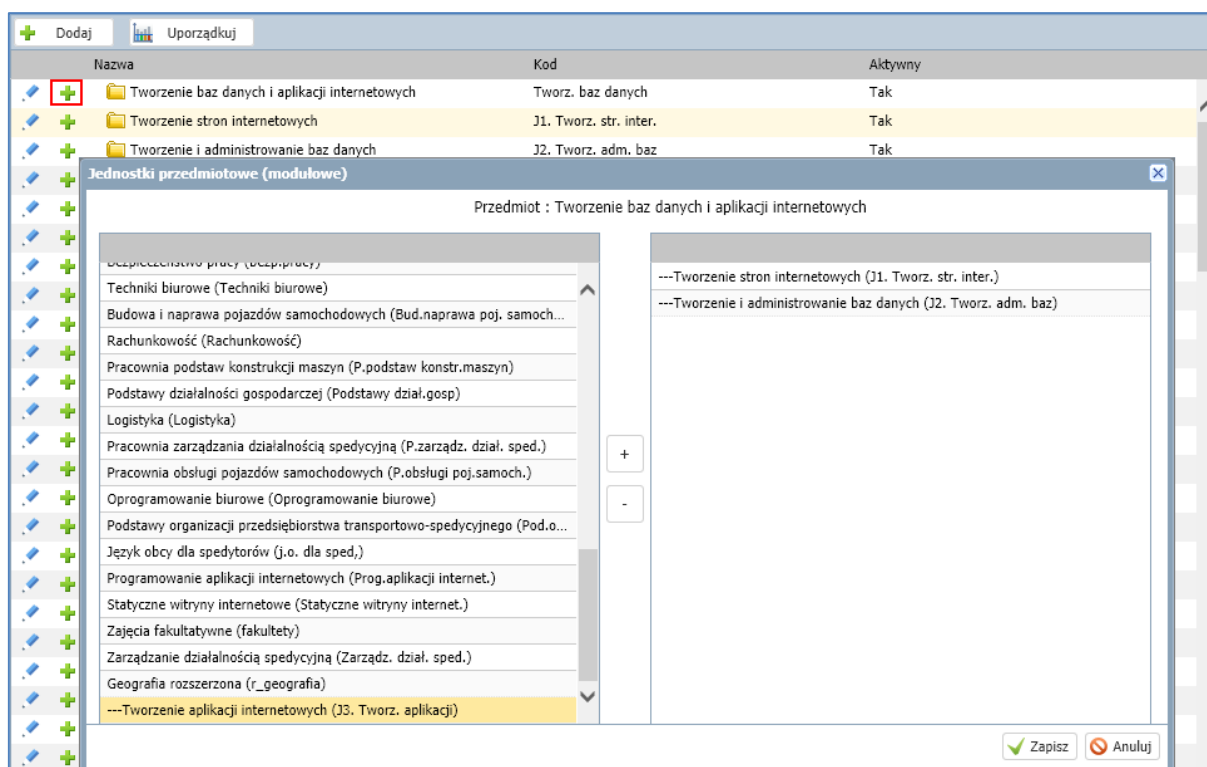 Dodaj Uporządkuj
Nazwa Kod Aktywny
Tworzenie baz danych i aplikacji internetowych Tworz. baz danych Tak
Tworzenie stron internetowych J1. Tworz. str. inter. Tak
Tworzenie i administrowanie baz danych J2. Tworz. adm. baz Tak
Jednostki przedmiotowe (modułowe)
Przedmiot : Tworzenie baz danych i aplikacji internetowych
Bezpieczeństwo pracy (bezp.pracy)
Techniki biurowe (Techniki biurowe)
Budowa i naprawa pojazdów samochodowych (Bud.naprawa poj. samoch...
Rachunkowość (Rachunkowość)
Pracownia podstaw konstrukcji maszyn (P.podstaw konstr.maszyn)
Podstawy działalności gospodarczej (Podstawy dział.gosp)
Logistyka (Logistyka)
Pracownia zarządzania działalnością spedycyjną (P.zarządz. dział. sped.)
Pracownia obsługi pojazdów samochodowych (P.obsługi poj.samoch.)
Oprogramowanie biurowe (Oprogramowanie biurowe)
Podstawy organizacji przedsiębiorstwa transportowo-spedycyjnego (Pod.o...
Język obcy dla spedytorów (j.o. dla sped,)
Programowanie aplikacji internetowych (Prog.aplikacji internet.)
Statyczne witryny internetowe (Statyczne witryny internet.)
Zajęcia fakultatywne (fakultety)
Zarządzanie działalnością spedycyjną (Zarządz. dział. sped.)
Geografia rozszerzona (r_geografia)
---Tworzenie aplikacji internetowych (J3. Tworz. aplikacji)
+
-
---Tworzenie stron internetowych (J1. Tworz. str. inter.)
---Tworzenie i administrowanie baz danych (J2. Tworz. adm. baz)
Zapisz Anuluj